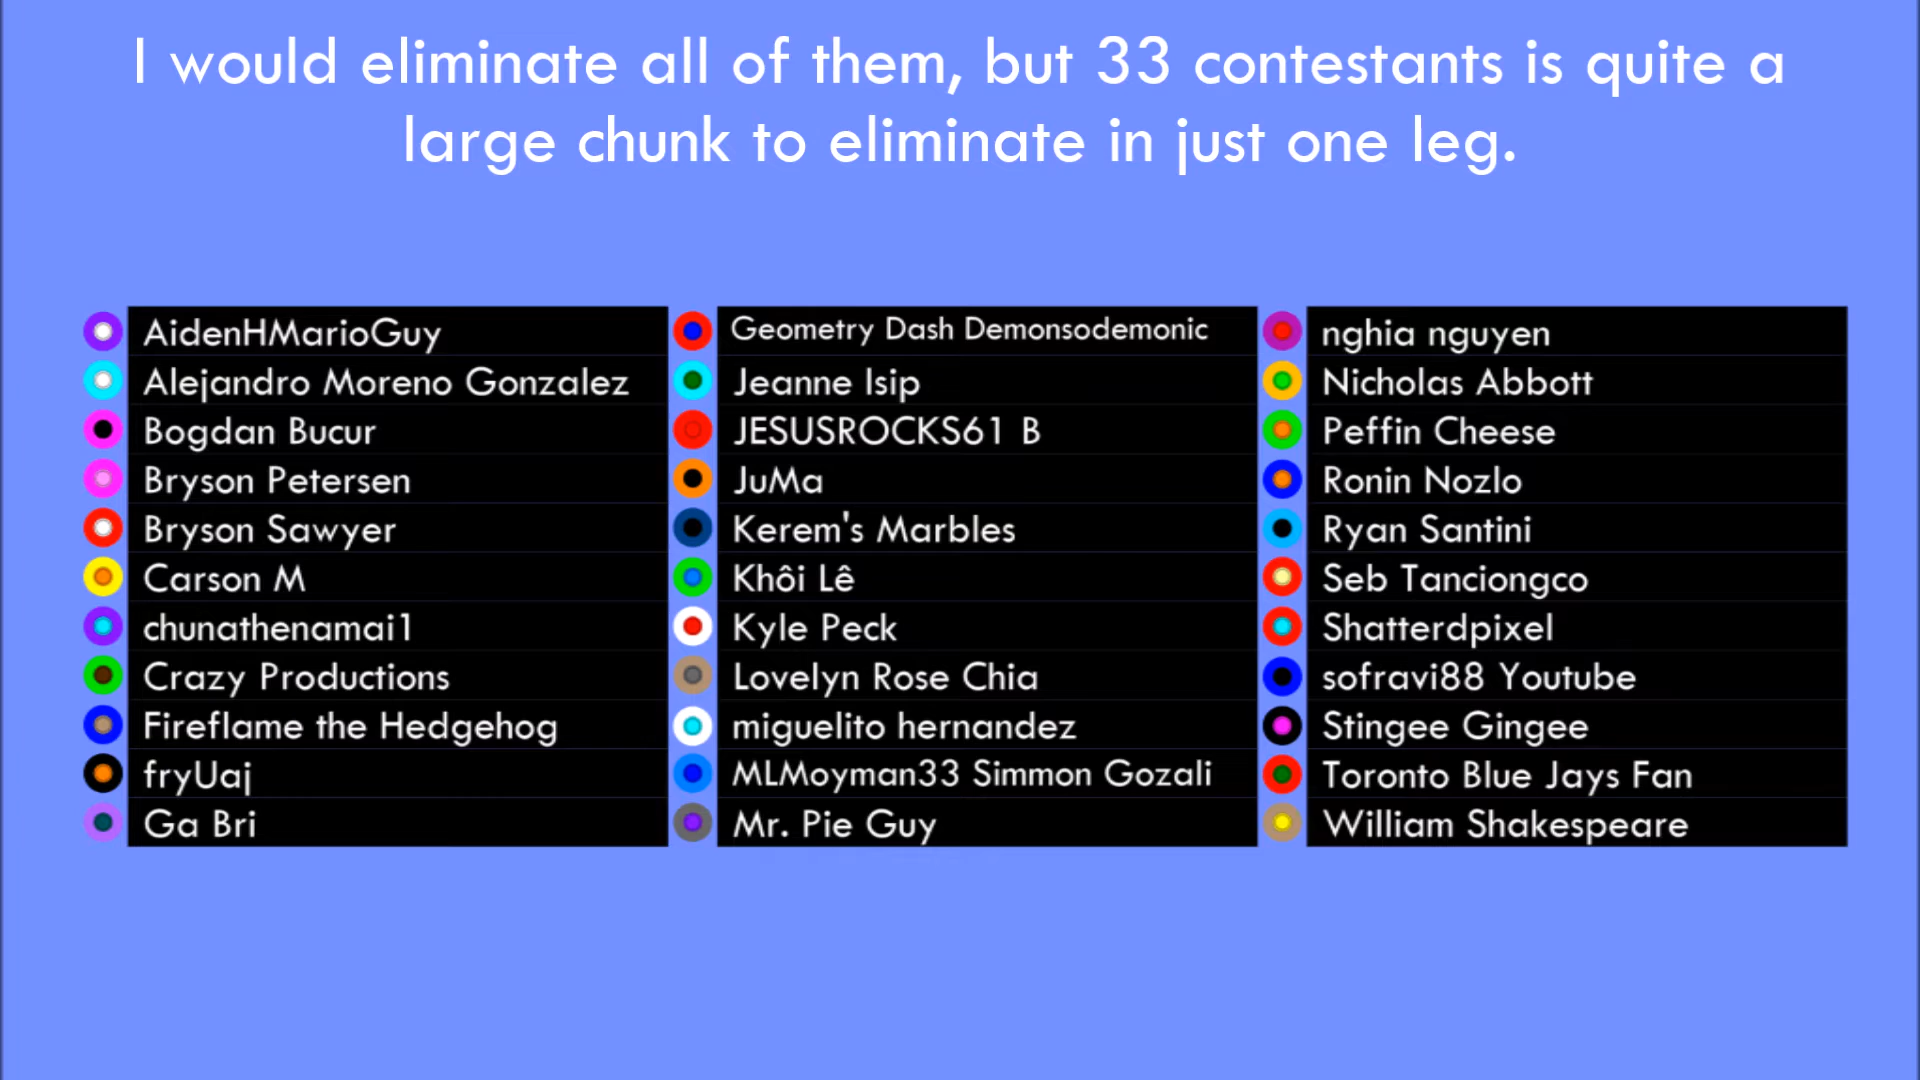 I would eliminate all of them, but 33 contestants is quite a
large chunk to eliminate in just one leg.
AidenHMarioGuy
Alejandro Moreno Gonzalez
Bogdan Bucur
Bryson Petersen
Bryson Sawyer
Carson M
chunathenamai1
Crazy Productions
Fireflame the Hedgehog
fryUaj
Ga Bri
Geometry Dash Demonsodemonic
Jeanne Isip
JESUSROCKS61 B
JuMa
Kerem's Marbles
Khôi Lê
Kyle Peck
Lovelyn Rose Chia
miguelito hernandez
MLMoyman33 Simmon Gozali
Mr. Pie Guy
nghia nguyen
Nicholas Abbott
Peffin Cheese
Ronin Nozlo
Ryan Santini
Seb Tanciongco
Shatterdpixel
sofravi88 Youtube
Stingee Gingee
Toronto Blue Jays Fan
William Shakespeare